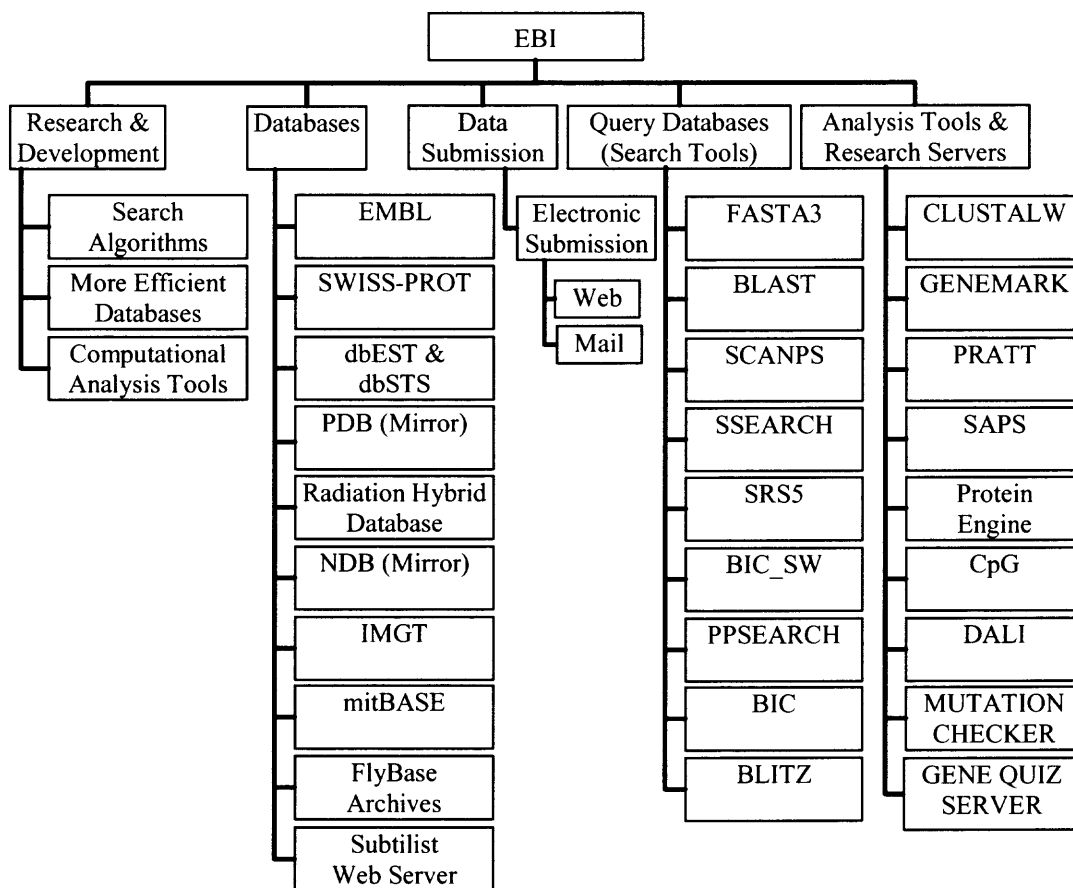 EBI
Research &
Development
Search
Algorithms
More Efficient
Databases
Computational
Analysis Tools
Databases
EMBL
SWISS-PROT
dbEST &
dbSTS
PDB (Mirror)
Radiation Hybrid
Database
NDB (Mirror)
IMGT
mitBASE
FlyBase
Archives
Subtilist
Web Server
Data
Submission
Electronic
Submission
Web
Mail
Query Databases
(Search Tools)
FASTA3
BLAST
SCANPS
SSEARCH
SRS5
BIC_SW
PPSEARCH
BIC
BLITZ
Analysis Tools &
Research Servers
CLUSTALW
GENEMARK
PRATT
SAPS
Protein
Engine
CpG
DALI
MUTATION
CHECKER
GENE QUIZ
SERVER